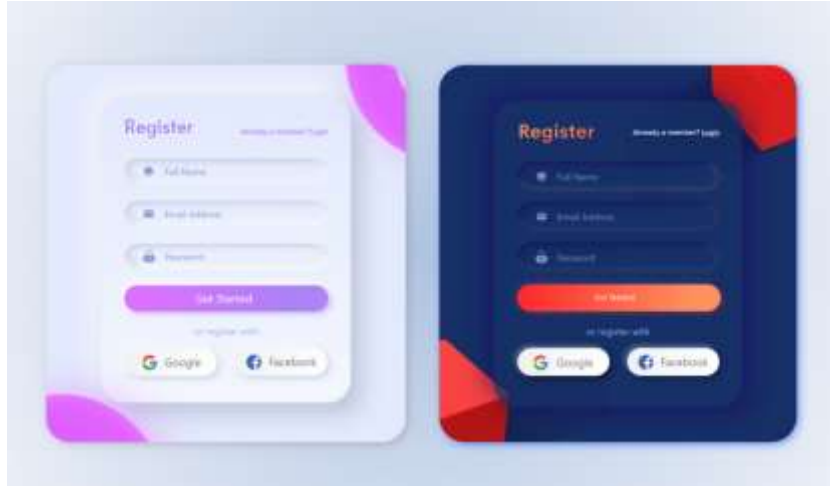 Register
Already a member? Login
Full Name
Email Address
Password
Get Started
or register with
Google
Facebook
Register
Already a member? Login
Full Name
Email Address
Password
Get Started
or register with
Google
Facebook